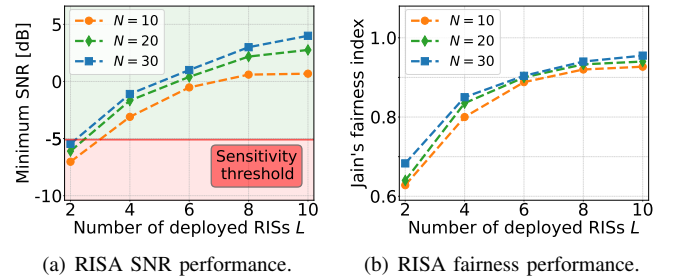 Minimum SNR [dB]
5
0
-5
-10
N = 10
N = 20
N = 30
Sensitivity
threshold
2 4 6 8 10
Number of deployed RISs L
(a) RISA SNR performance.
Jain's fairness index
1.0
0.8
0.6
N = 10
N = 20
N = 30
2 4 6 8 10
Number of deployed RISs L
(b) RISA fairness performance.